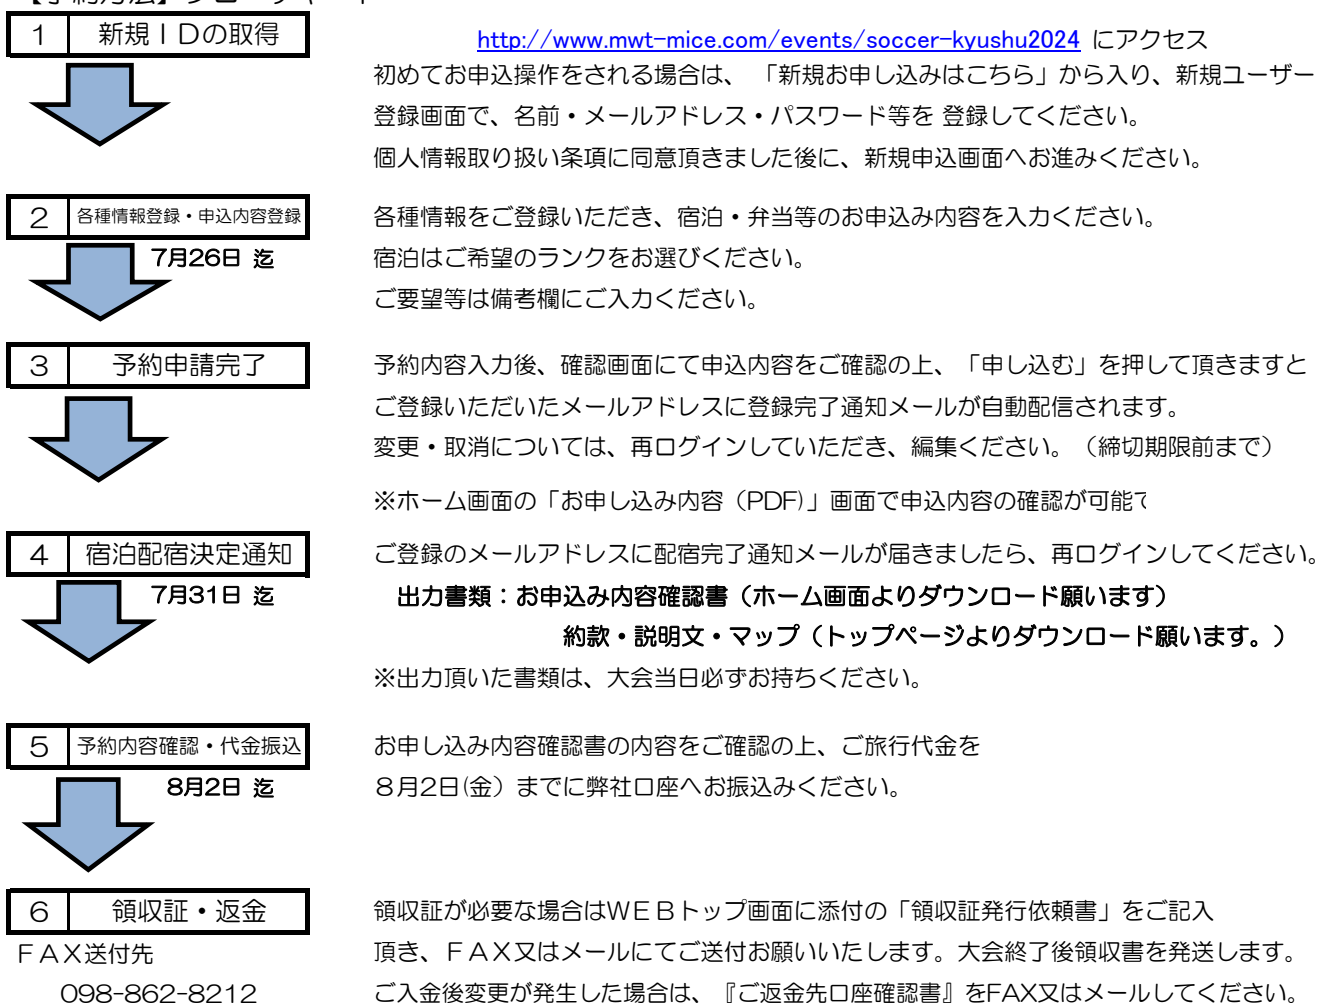 【予約方法】フローチャート
1 新規IDの取得
http://www.mwt-mice.com/events/soccer-kyushu2024 にアクセス
初めてお申込操作をされる場合は、 「新規お申し込みはこちら」から入り、新規ユーザー
登録画面で、名前・メールアドレス・パスワード等を 登録してください。
個人情報取り扱い条項に同意頂きました後に、新規申込画面へお進みください。
2 各種情報登録・申込内容登録
7月26日 迄
各種情報をご登録いただき、宿泊・弁当等のお申込み内容を入力ください。
宿泊はご希望のランクをお選びください。
ご要望等は備考欄にご入力ください。
3 予約申請完了
予約内容入力後、確認画面にて申込内容をご確認の上、「申し込む」を押して頂きますと
ご登録いただいたメールアドレスに登録完了通知メールが自動配信されます。
変更・取消については、再ログインしていただき、編集ください。（締切期限前まで）
※ホーム画面の「お申し込み内容（PDF)」画面で申込内容の確認が可能で
4 宿泊配宿決定通知
7月31日 迄
ご登録のメールアドレスに配宿完了通知メールが届きましたら、再ログインしてください。
出力書類：お申込み内容確認書（ホーム画面よりダウンロード願います）
約款・説明文・マップ（トップページよりダウンロード願います。）
※出力頂いた書類は、大会当日必ずお持ちください。
5 予約内容確認・代金振込
8月2日 迄
お申し込み内容確認書の内容をご確認の上、ご旅行代金を
８月2日(金）までに弊社口座へお振込みください。
6 領収証・返金
領収証が必要な場合はWEBトップ画面に添付の「領収証発行依頼書」をご記入
頂き、FAX又はメールにてご送付お願いいたします。大会終了後領収書を発送します。
ご入金後変更が発生した場合は、『ご返金先口座確認書』をFAX又はメールしてください。
FAX送付先
098-862-8212